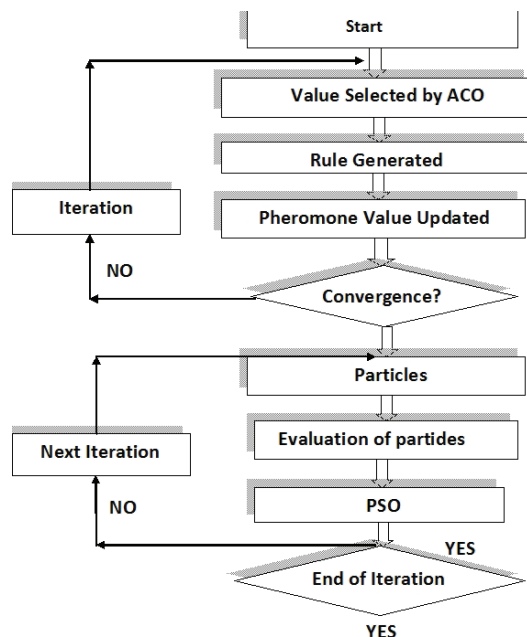 Start
Value Selected by ACO
Rule Generated
Iteration
Pheromone Value Updated
NO
Convergence?
Particles
Evaluation of partides
Next Iteration
PSO
NO
YES
End of Iteration
YES